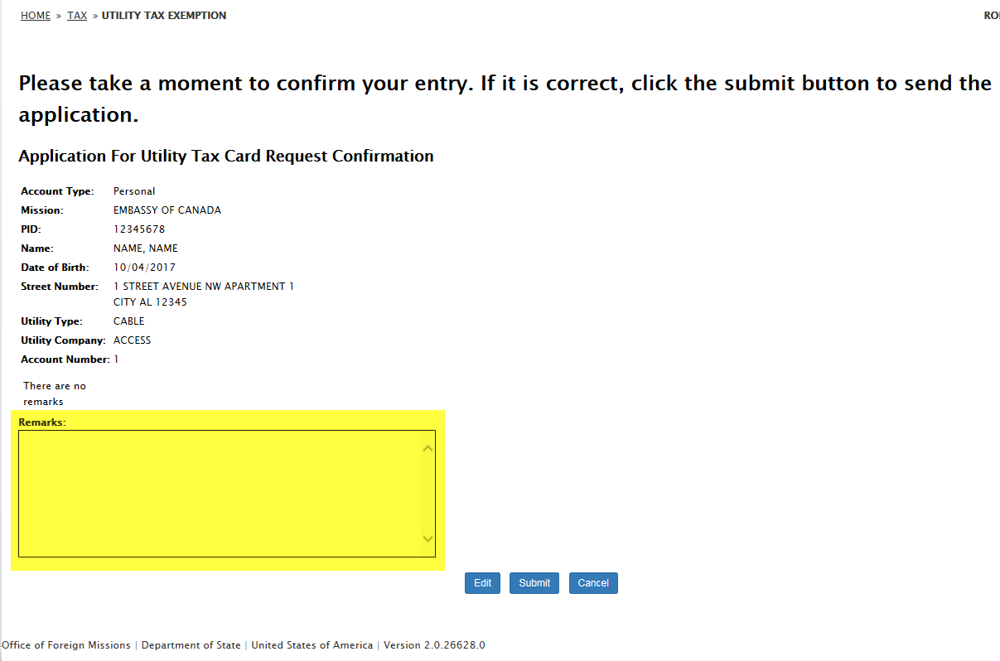 HOME » TAX » UTILITY TAX EXEMPTION
Please take a moment to confirm your entry. If it is correct, click the submit button to send the
application.
Application For Utility Tax Card Request Confirmation
Account Type: Personal
Mission: EMBASSY OF CANADA
PID: 12345678
Name: NAME, NAME
Date of Birth: 10/04/2017
Street Number: 1 STREET AVENUE NW APARTMENT 1
CITY AL 12345
Utility Type: CABLE
Utility Company: ACCESS
Account Number: 1
There are no
remarks
Remarks:
Edit Submit Cancel
Office of Foreign Missions | Department of State | United States of America | Version 2.0.26628.0